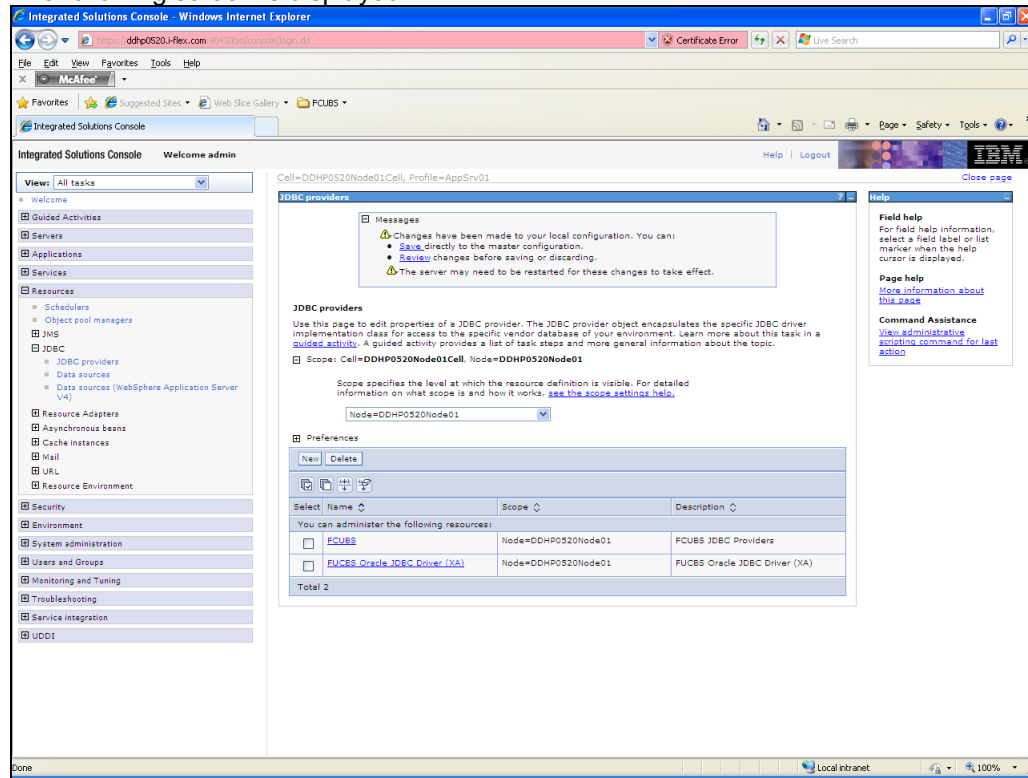 Integrated Solutions Console - Windows Internet Explorer
https://ddhp0520.i-flex.com:9043/ibm/console/login.do
Certificate Error
Live Search
File Edit View Favorites Tools Help
x McAfee
Favorites Suggested Sites Web Slice Gallery FCUBS
Integrated Solutions Console
Page Safety Tools
Integrated Solutions Console Welcome admin
Help | Logout
IBM.
View: All tasks
Welcome
Guided Activities
Servers
Applications
Services
Resources
Schedulers
Object pool managers
JMS
JDBC
JDBC providers
Data sources
Data sources (WebSphere Application Server
V4)
Resource Adapters
Asynchronous beans
Cache instances
Mail
URL
Resource Environment
Security
Environment
System administration
Users and Groups
Monitoring and Tuning
Troubleshooting
Service integration
UDDI
Cell=DDHP0520Node01Cell, Profile=AppSrv01
Close page
JDBC providers
? -
Messages
Changes have been made to your local configuration. You can:
Save directly to the master configuration.
Review changes before saving or discarding.
The server may need to be restarted for these changes to take effect.
JDBC providers
Use this page to edit properties of a JDBC provider. The JDBC provider object encapsulates the specific JDBC driver
implementation class for access to the specific vendor database of your environment. Learn more about this task in a
guided activity. A guided activity provides a list of task steps and more general information about the topic.
Scope: Cell=DDHP0520Node01Cell, Node=DDHP0520Node01
Scope specifies the level at which the resource definition is visible. For detailed
information on what scope is and how it works, see the scope settings help.
Node=DDHP0520Node01
Preferences
New Delete
Select Name Scope Description
You can administer the following resources:
FCUBS Node=DDHP0520Node01 FCUBS JDBC Providers
FUCBS Oracle JDBC Driver (XA) Node=DDHP0520Node01 FUCBS Oracle JDBC Driver (XA)
Total 2
Help
Field help
For field help information,
select a field label or list
marker when the help
cursor is displayed.
Page help
More information about
this page
Command Assistance
View administrative
scripting command for last
action
Done
Local intranet
100%